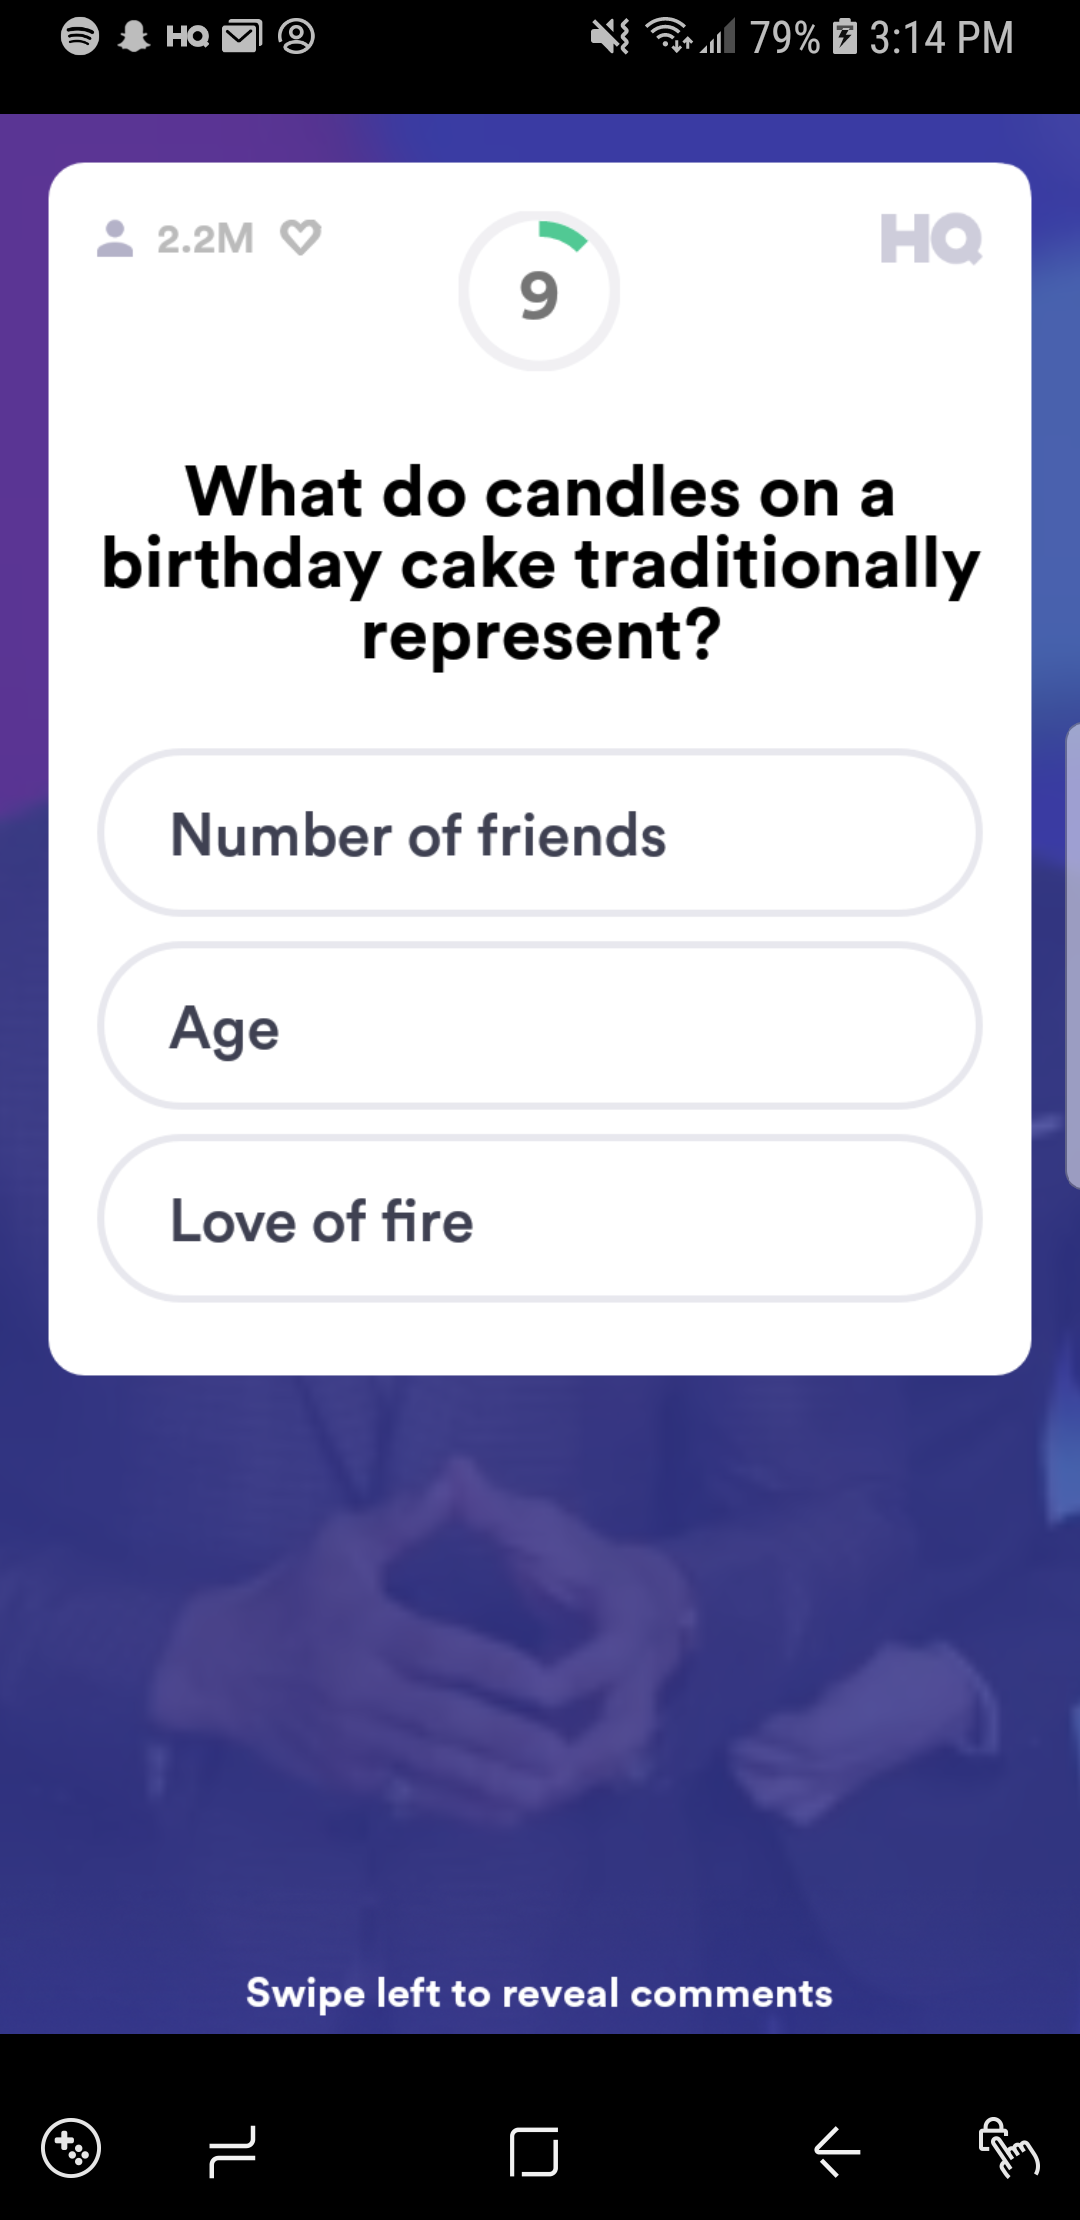 HQ 79% 3:14 PM
2.2M 9 HQ
What do candles on a
birthday cake traditionally
represent?
Number of friends
Age
Love of fire
Swipe left to reveal comments